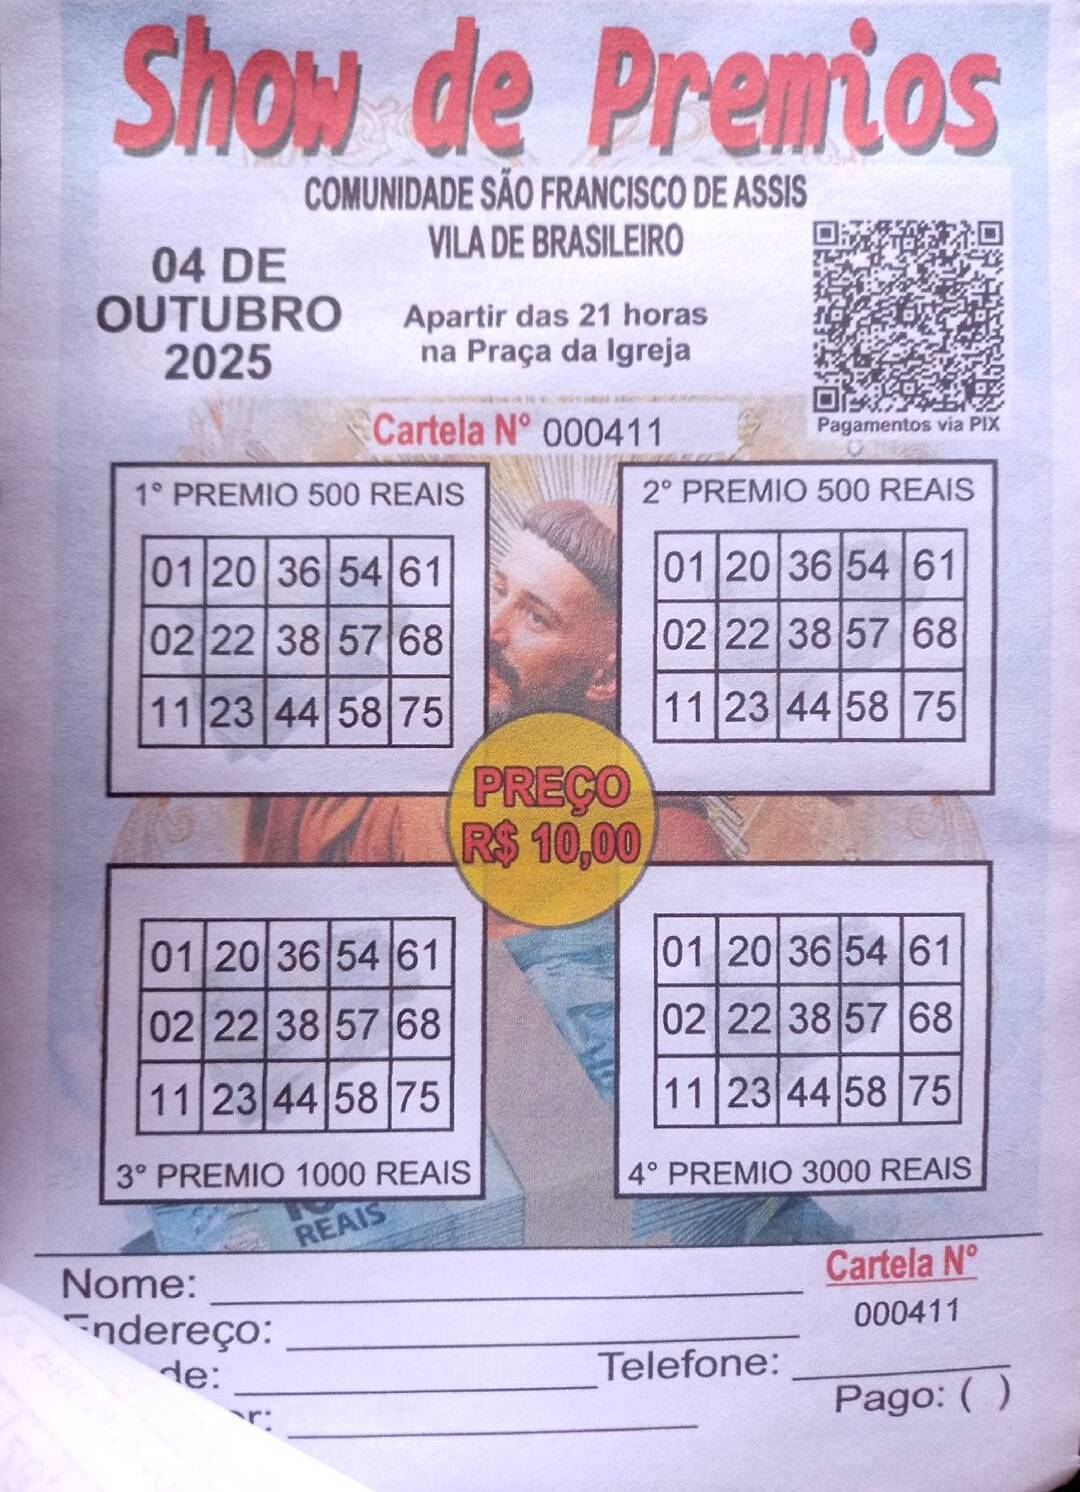 Show de Premios
COMUNIDADE SÃO FRANCISCO DE ASSIS
VILA DE BRASILEIRO
04 DE
OUTUBRO
2025
Apartir das 21 horas
na Praça da Igreja
Pagamentos via PIX
Cartela Nº 000411
1° PREMIO 500 REAIS
01 20 36 54 61
02 22 38 57 68
11 23 44 58 75
2° PREMIO 500 REAIS
01 20 36 54 61
02 22 38 57 68
11 23 44 58 75
PREÇO
R$ 10,00
01 20 36 54 61
02 22 38 57 68
11 23 44 58 75
3° PREMIO 1000 REAIS
01 20 36 54 61
02 22 38 57 68
11 23 44 58 75
4° PREMIO 3000 REAIS
REAIS
Cartela Nº
000411
Nome:
Endereço:
de:
Telefone:
r:
Pago: ( )